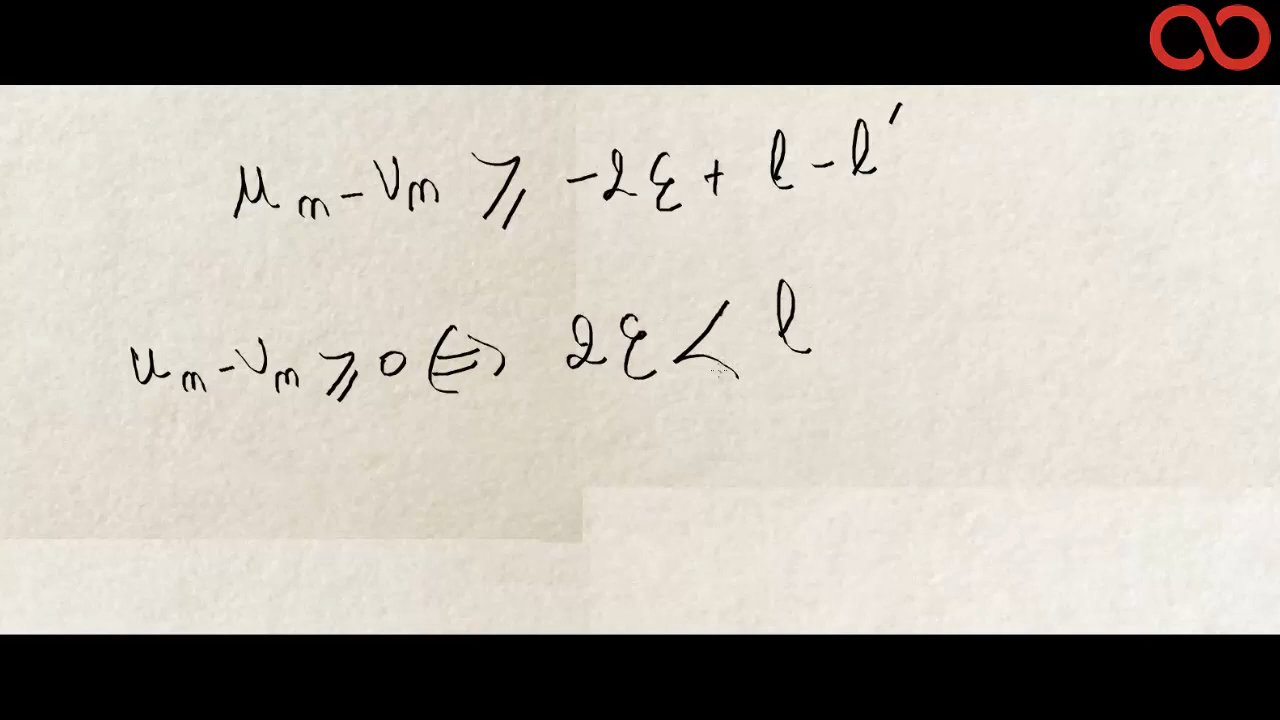 u_m - v_m ⩾ -2ε + l - l'
u_m - v_m ⩾ 0 ⇔ 2ε < l